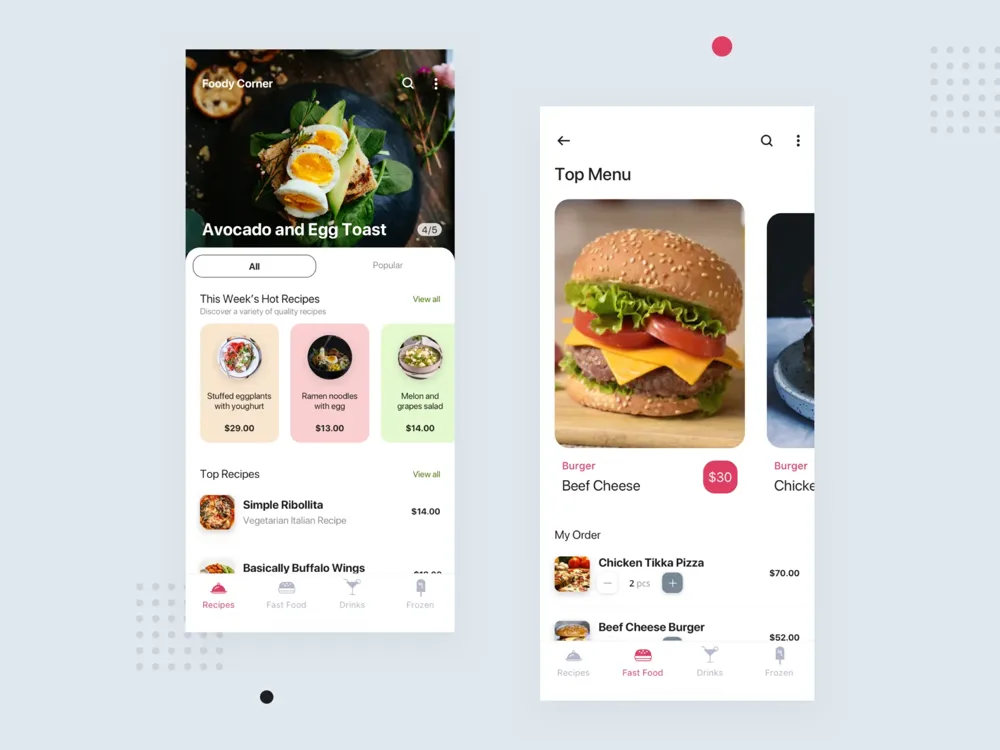 Foody Corner
Avocado and Egg Toast
4/5
All
Popular
This Week's Hot Recipes
View all
Discover a variety of quality recipes
Stuffed eggplants
with youghurt
$29.00
Ramen noodles
with egg
$13.00
Melon and
grapes salad
$14.00
Top Recipes
View all
Simple Ribollita
Vegetarian Italian Recipe
$14.00
Basically Buffalo Wings
Recipes
Fast Food
Drinks
Frozen
Top Menu
Burger
Beef Cheese
$30
Burger
Chicke
My Order
Chicken Tikka Pizza
2 pcs
$70.00
Beef Cheese Burger
$52.00
Recipes
Fast Food
Drinks
Frozen